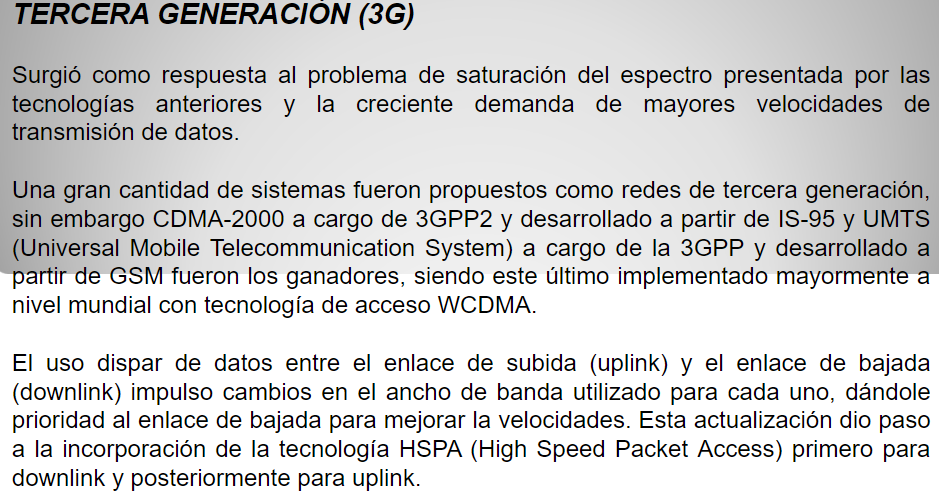 TERCERA GENERACIÓN (3G)
Surgió como respuesta al problema de saturación del espectro presentada por las
tecnologías anteriores y la creciente demanda de mayores velocidades de
transmisión de datos.
Una gran cantidad de sistemas fueron propuestos como redes de tercera generación,
sin embargo CDMA-2000 a cargo de 3GPP2 y desarrollado a partir de IS-95 y UMTS
(Universal Mobile Telecommunication System) a cargo de la 3GPP y desarrollado a
partir de GSM fueron los ganadores, siendo este último implementado mayormente a
nivel mundial con tecnología de acceso WCDMA.
El uso dispar de datos entre el enlace de subida (uplink) y el enlace de bajada
(downlink) impulso cambios en el ancho de banda utilizado para cada uno, dándole
prioridad al enlace de bajada para mejorar la velocidades. Esta actualización dio paso
a la incorporación de la tecnología HSPA (High Speed Packet Access) primero para
downlink y posteriormente para uplink.